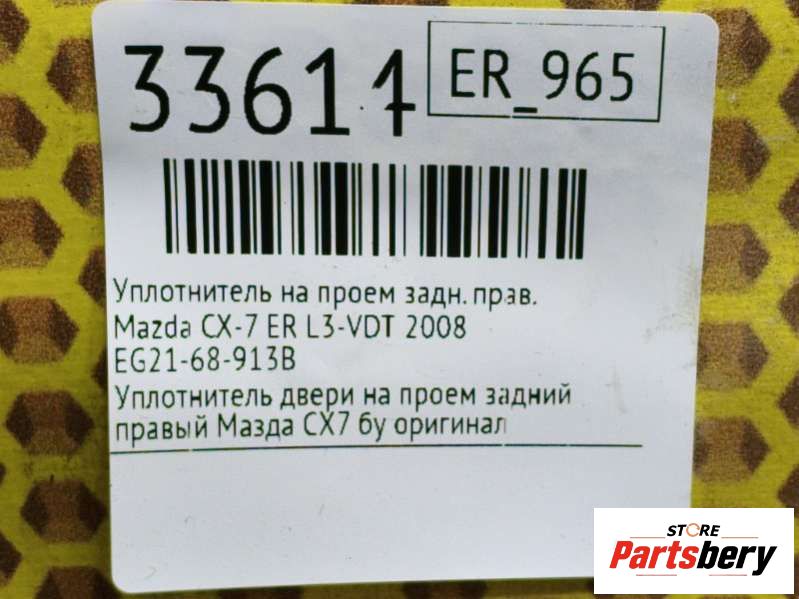 33611
ER_965
Уплотнитель на проем задн. прав.
Mazda CX-7 ER L3-VDT 2008
EG21-68-913B
Уплотнитель двери на проем задний
правый Мазда СХ7 бу оригинал
STORE
Partsbery